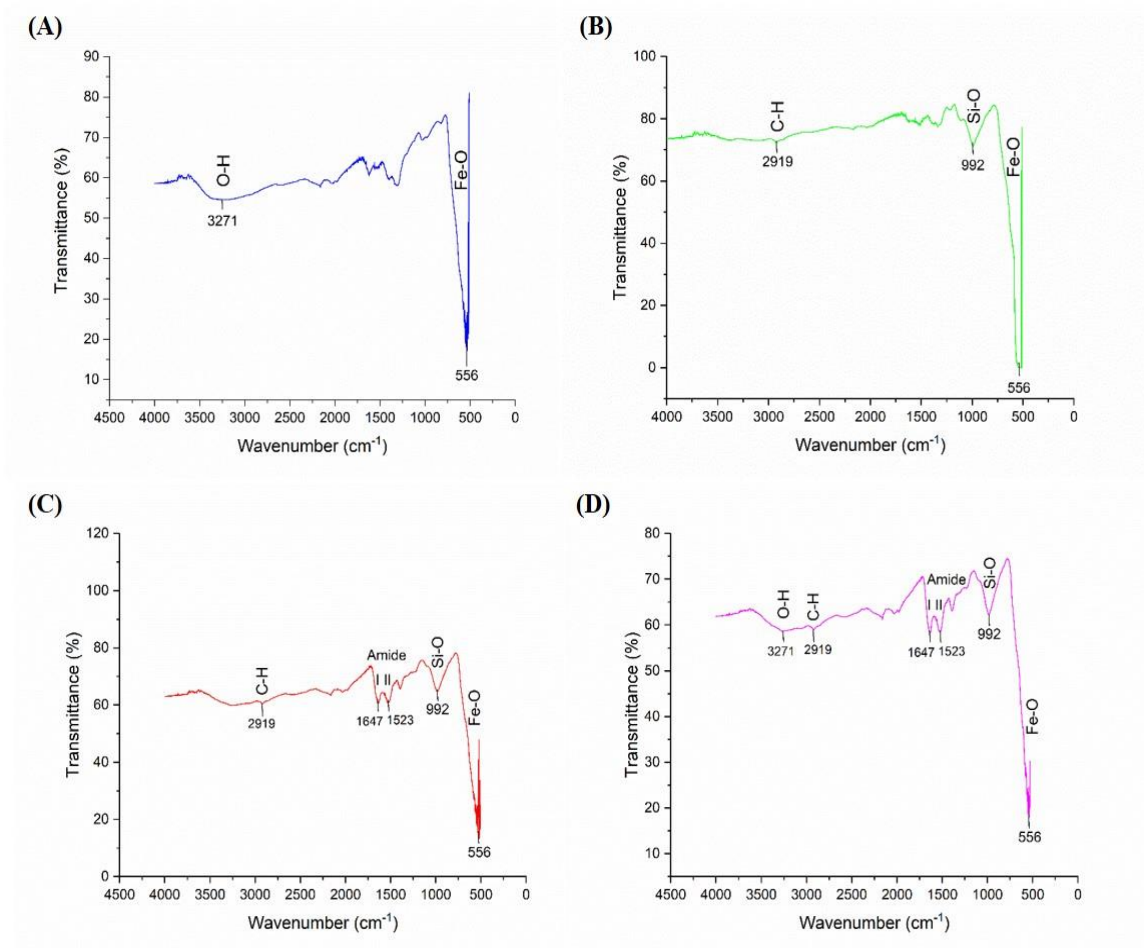 (A)
90
80
70
60
50
40
30
20
10
Transmittance (%)
O-H
3271
Fe-O
556
4500 4000 3500 3000 2500 2000 1500 1000 500 0
Wavenumber (cm⁻¹)
(B)
100
80
60
40
20
0
Transmittance (%)
C-H
2919
Si-O
992
Fe-O
556
4000 3500 3000 2500 2000 1500 1000 500 0
Wavenumber (cm⁻¹)
(C)
120
100
80
60
40
20
0
Transmittance (%)
C-H
2919
Amide
I II
1647 1523
Si-O
992
Fe-O
556
4500 4000 3500 3000 2500 2000 1500 1000 500 0
Wavenumber (cm⁻¹)
(D)
80
70
60
50
40
30
20
10
Transmittance (%)
O-H
3271
C-H
2919
Amide
I II
1647 1523
Si-O
992
Fe-O
556
4500 4000 3500 3000 2500 2000 1500 1000 500 0
Wavenumber (cm⁻¹)